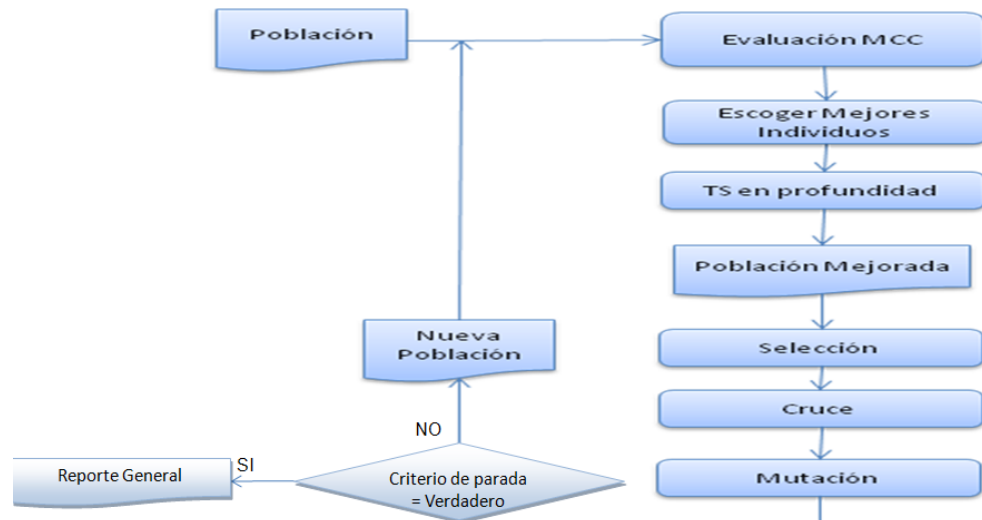 Población
Evaluación MCC
Escoger Mejores
Individuos
TS en profundidad
Población Mejorada
Nueva
Población
Selección
Cruce
NO
Reporte General
SI
Criterio de parada
= Verdadero
Mutación